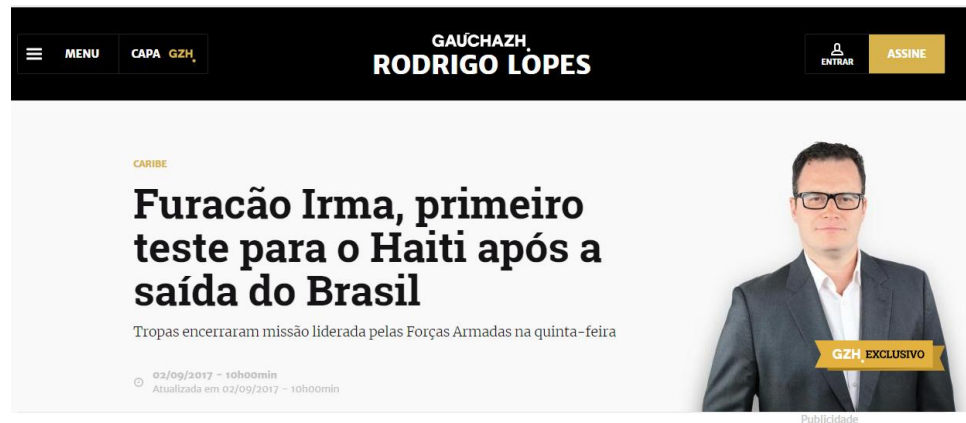 GAÚCHAZH
MENU CAPA GZH RODRIGO LOPES ENTRAR ASSINE
CARIBE
Furacão Irma, primeiro
teste para o Haiti após a
saída do Brasil
Tropas encerraram missão liderada pelas Forças Armadas na quinta-feira
GZH EXCLUSIVO
02/09/2017 - 10h00min
Atualizada em 02/09/2017 - 10h00min
Publicidade